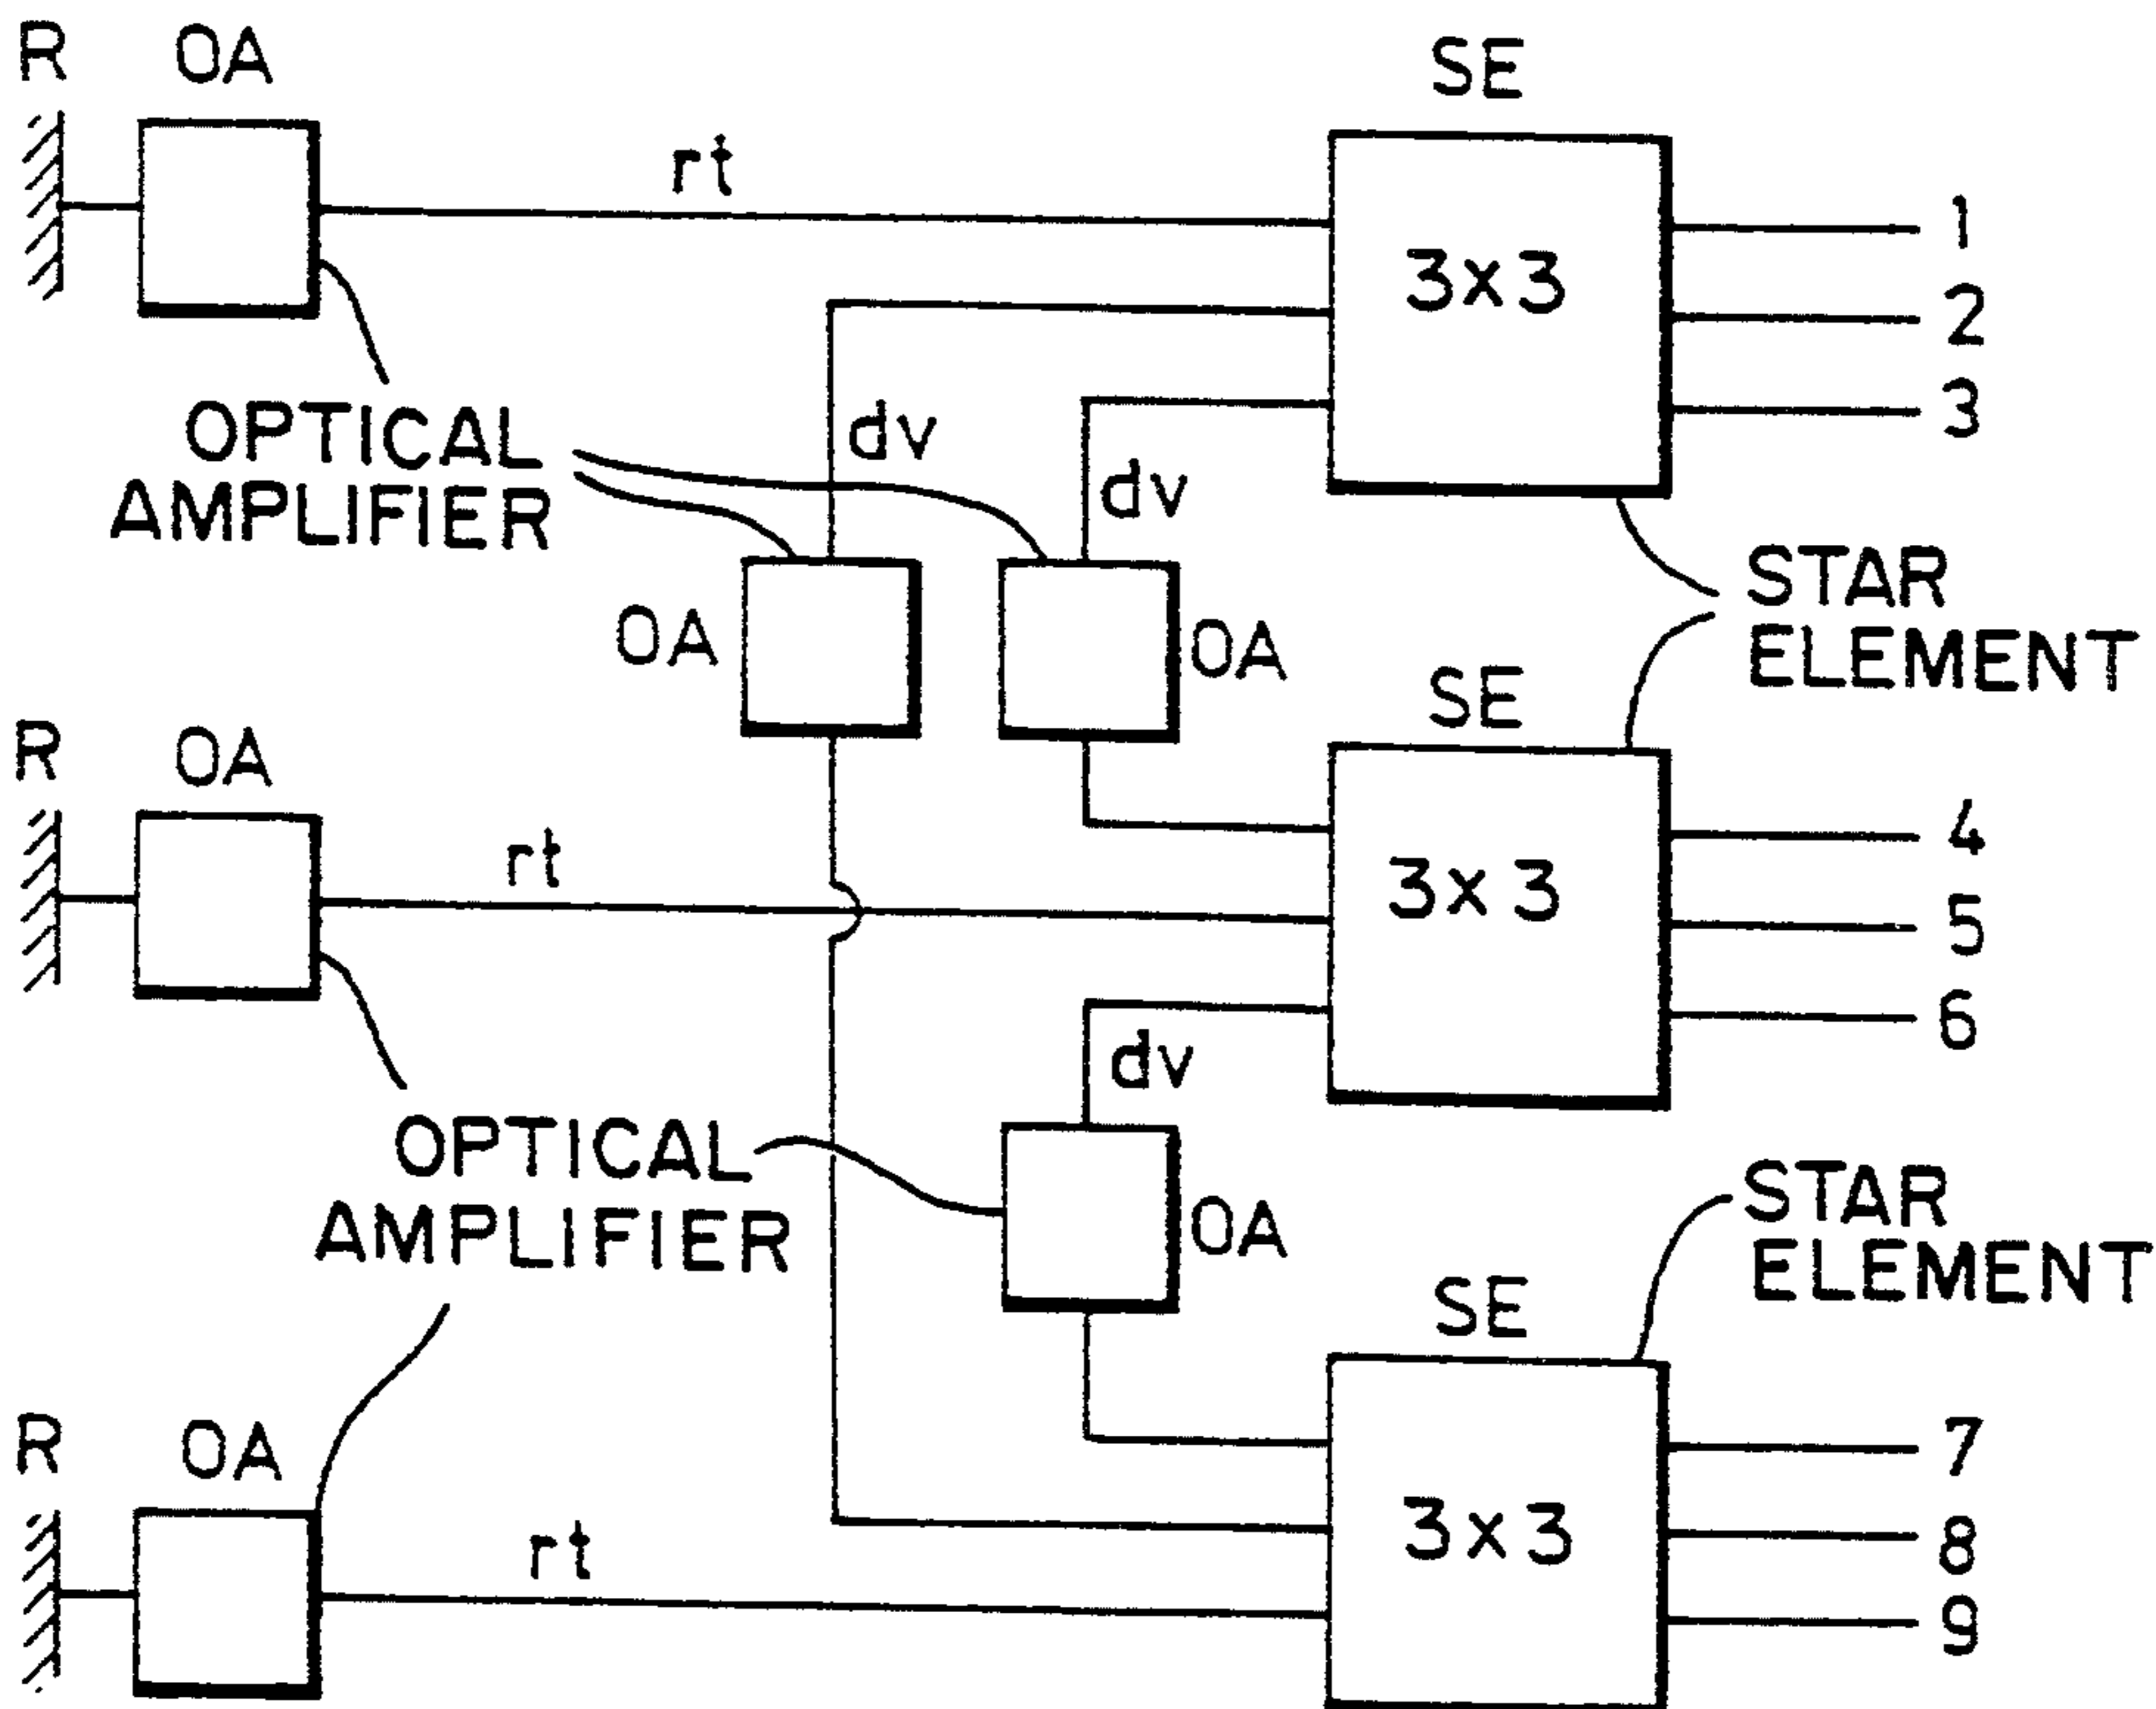 R OA SE
rt
3x3
1
2
3
OPTICAL
AMPLIFIER
dv
dv
STAR
ELEMENT
OA
OA
SE
R OA
rt
3x3
4
5
6
dv
OPTICAL
AMPLIFIER
OA
STAR
ELEMENT
SE
R OA
rt
3x3
7
8
9